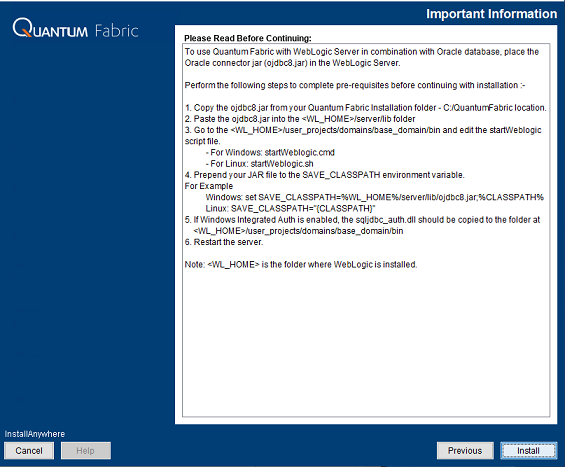 Important Information
QUANTUM Fabric
Please Read Before Continuing:
To use Quantum Fabric with WebLogic Server in combination with Oracle database, place the
Oracle connector jar (ojdbc8.jar) in the WebLogic Server.
Perform the following steps to complete pre-requisites before continuing with installation :-
1. Copy the ojdbc8.jar from your Quantum Fabric Installation folder - C:/QuantumFabric location.
2. Paste the ojdbc8.jar into the <WL_HOME>/server/lib folder
3. Go to the <WL_HOME>/user_projects/domains/base_domain/bin and edit the startWeblogic
script file.
- For Windows: startWeblogic.cmd
- For Linux: startWeblogic.sh
4. Prepend your JAR file to the SAVE_CLASSPATH environment variable.
For Example
Windows: set SAVE_CLASSPATH=%WL_HOME%/server/lib/ojdbc8.jar;%CLASSPATH%
Linux: SAVE_CLASSPATH="{CLASSPATH}"
5. If Windows Integrated Auth is enabled, the sqljdbc_auth.dll should be copied to the folder at
<WL_HOME>/user_projects/domains/base_domain/bin
6. Restart the server.
Note: <WL_HOME> is the folder where WebLogic is installed.
InstallAnywhere
Cancel Help Previous Install